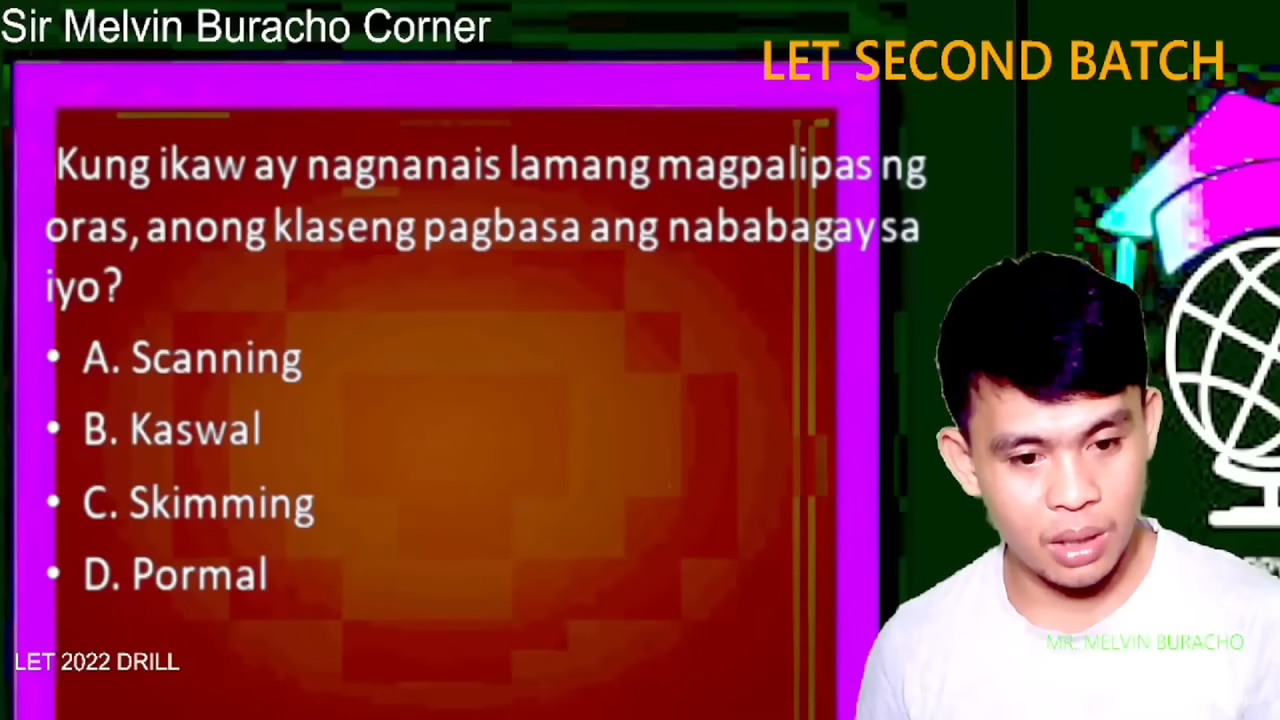 Sir Melvin Buracho Corner
LET SECOND BATCH
Kung ikaw ay nagnanais lamang magpalipas ng
oras, anong klaseng pagbasa ang nababagay sa
iyo?
• A. Scanning
• B. Kaswal
• C. Skimming
• D. Pormal
MR. MELVIN BURACHO
LET 2022 DRILL